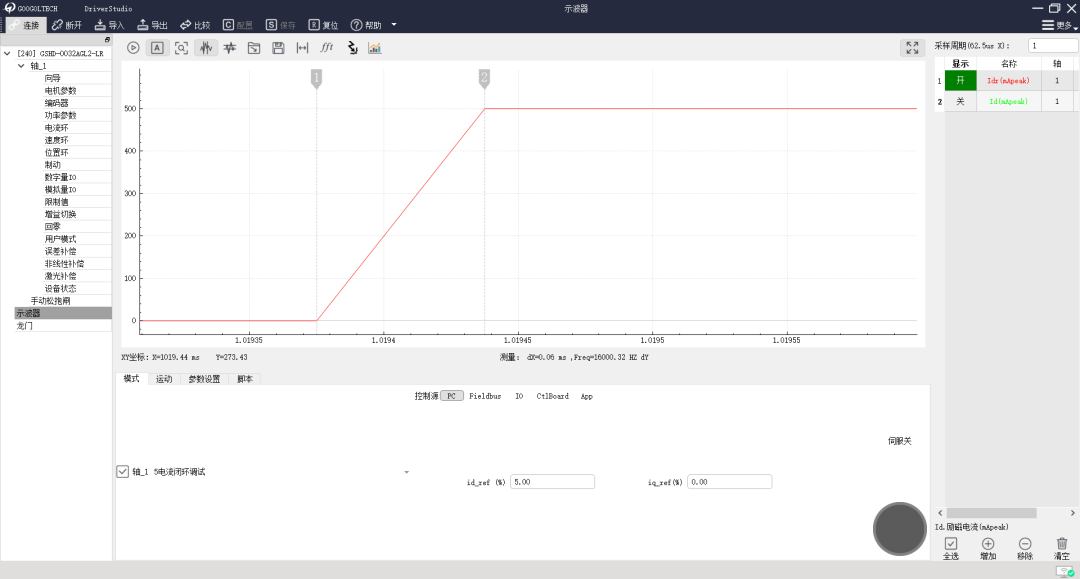 GOOGOLTECH DriverStudio 示波器
连接 断开 导入 导出 比较 C 配置 S 保存 R 复位 帮助 更多
A fft
[240] GSHD-0032AGL2-LR
轴_1
向导
电机参数
编码器
功率参数
电流环
速度环
位置环
制动
数字量IO
模拟量IO
限制值
增益切换
回零
用户模式
误差补偿
非线性补偿
激光补偿
设备状态
手动松抱闸
示波器
龙门
1 2
500
400
300
200
100
0
1.01935 1.0194 1.01945 1.0195 1.01955
XY坐标: X=1019.44 ms Y=273.43 测量: dX=0.06 ms ,Freq=16000.32 HZ dY
模式 运动 参数设置 脚本
控制源 PC Fieldbus IO CtlBoard App
伺服关
轴_1 5电流闭环调试
id_ref (%) 5.00 iq_ref(%) 0.00
采样周期(62.5us X): 1
显示 名称 轴
1 开 Idr(mApeak) 1
2 关 Id(mApeak) 1
Id.励磁电流(mApeak)
全选 增加 移除 清空